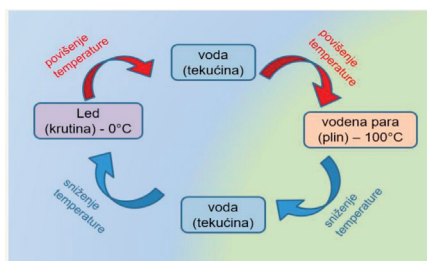 povišenje
temperature
voda
(tekućina)
povišenje
temperature
Led
(krutina) - 0°C
vodena para
(plin) – 100°C
sniženje
temperature
voda
(tekućina)
sniženje
temperature